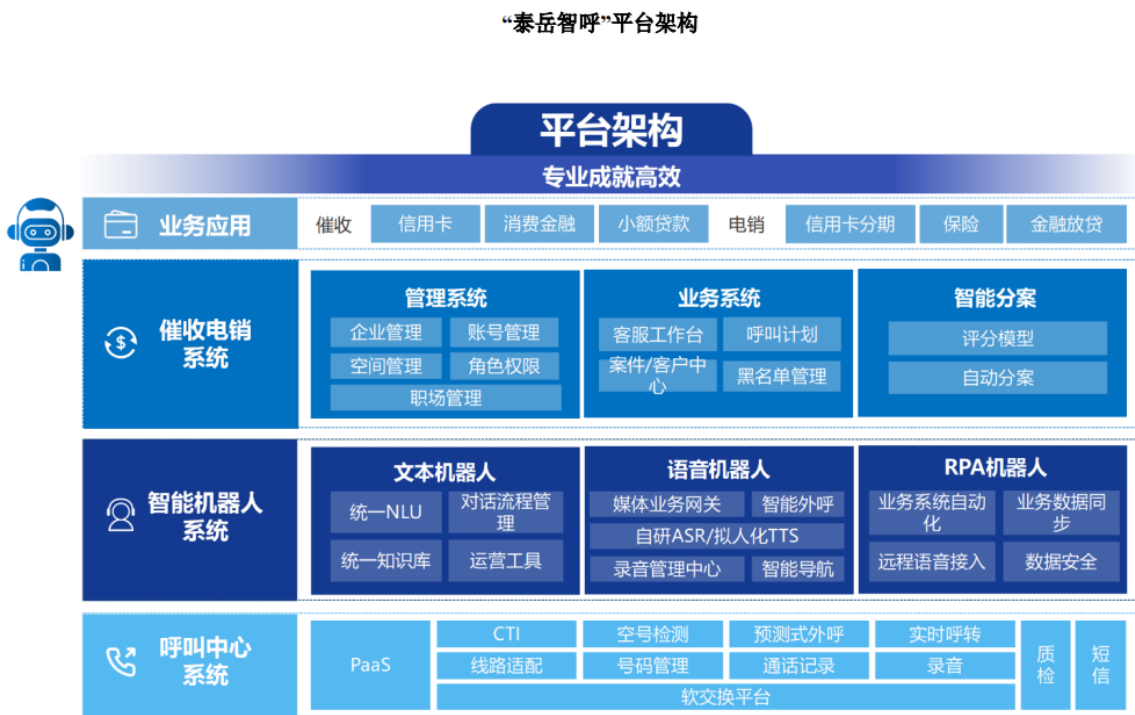 “泰岳智呼”平台架构
平台架构
专业成就高效
业务应用
催收 信用卡 消费金融 小额贷款 电销 信用卡分期 保险 金融放贷
催收电销
系统
管理系统
企业管理 账号管理
空间管理 角色权限
职场管理
业务系统
客服工作台 呼叫计划
案件/客户中
心
黑名单管理
智能分案
评分模型
自动分案
智能机器人
系统
文本机器人
统一NLU
对话流程管
理
统一知识库 运营工具
语音机器人
媒体业务网关 智能外呼
自研ASR/拟人化TTS
录音管理中心 智能导航
RPA机器人
业务系统自动
化
业务数据同
步
远程语音接入 数据安全
呼叫中心
系统
PaaS
CTI 空号检测 预测式外呼 实时呼转
线路适配 号码管理 通话记录 录音
软交换平台
质
检
短
信